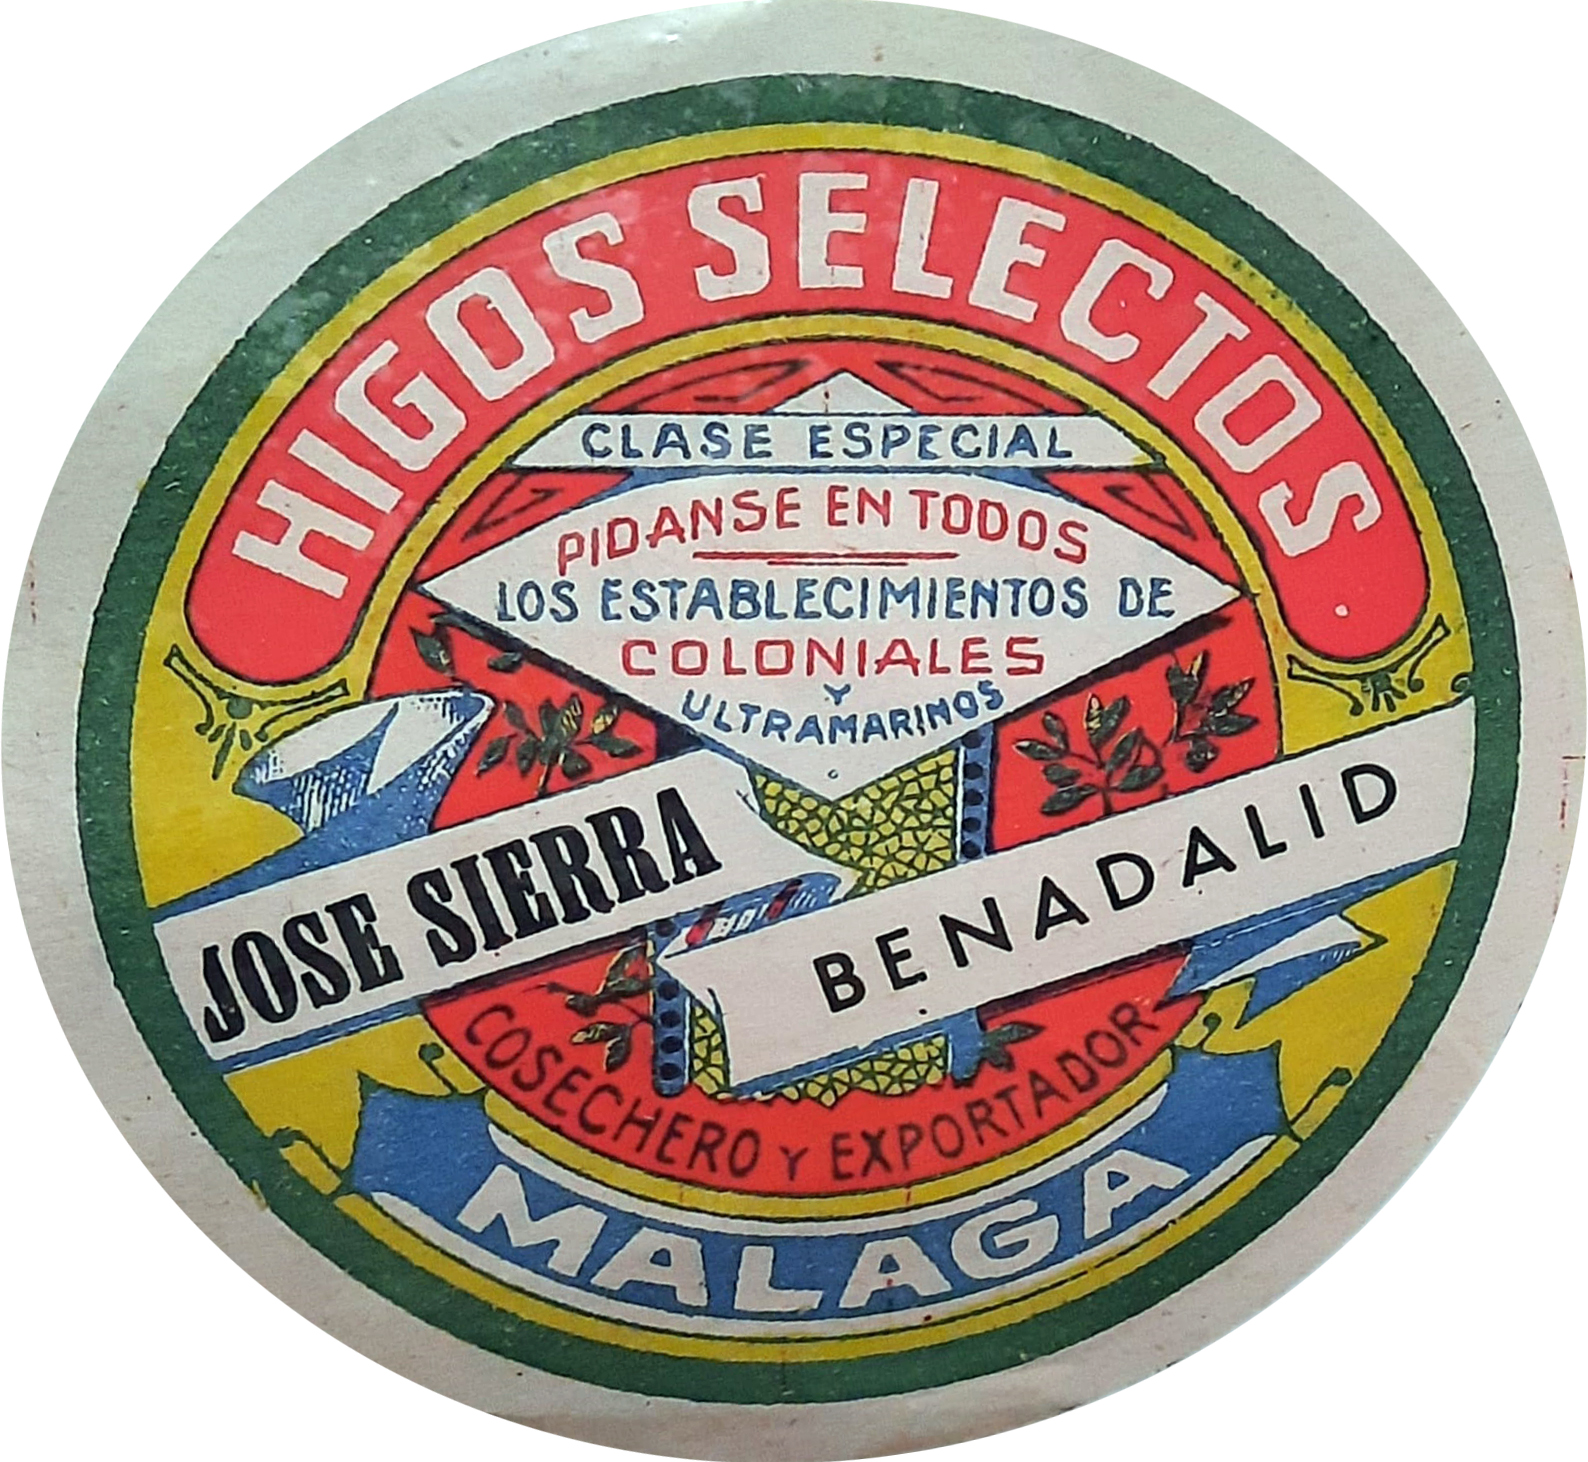 HIGOS SELECTOS
CLASE ESPECIAL
PIDANSE EN TODOS
LOS ESTABLECIMIENTOS DE
COLONIALES
Y
ULTRAMARINOS
JOSE SIERRA
BENADALID
COSECHERO Y EXPORTADOR
MALAGA